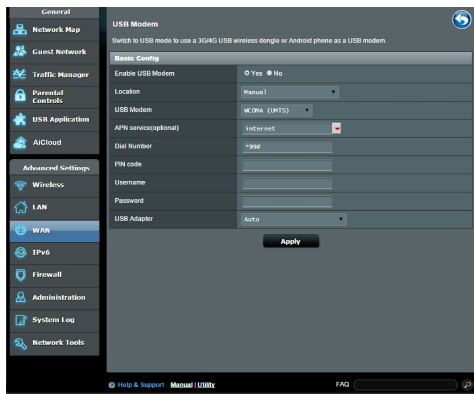 General
Network Map
Guest Network
Traffic Manager
Parental
Controls
USB Application
AiCloud
Advanced Settings
Wireless
LAN
WAN
IPv6
Firewall
Administration
System Log
Network Tools
USB Modem
Switch to USB mode to use a 3G/4G USB wireless dongle or Android phone as a USB modem.
Basic Config
Enable USB Modem Yes No
Location Manual
USB Modem WCDMA (UMTS)
APN service(optional) internet
Dial Number *99#
PIN code
Username
Password
USB Adapter Auto
Apply
Help & Support Manual | Utility FAQ